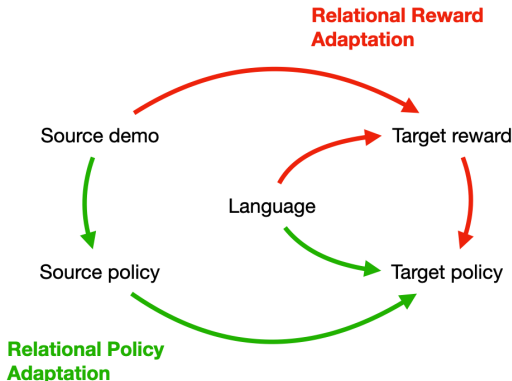 Relational Reward
Adaptation
Source demo
Target reward
Language
Source policy
Target policy
Relational Policy
Adaptation